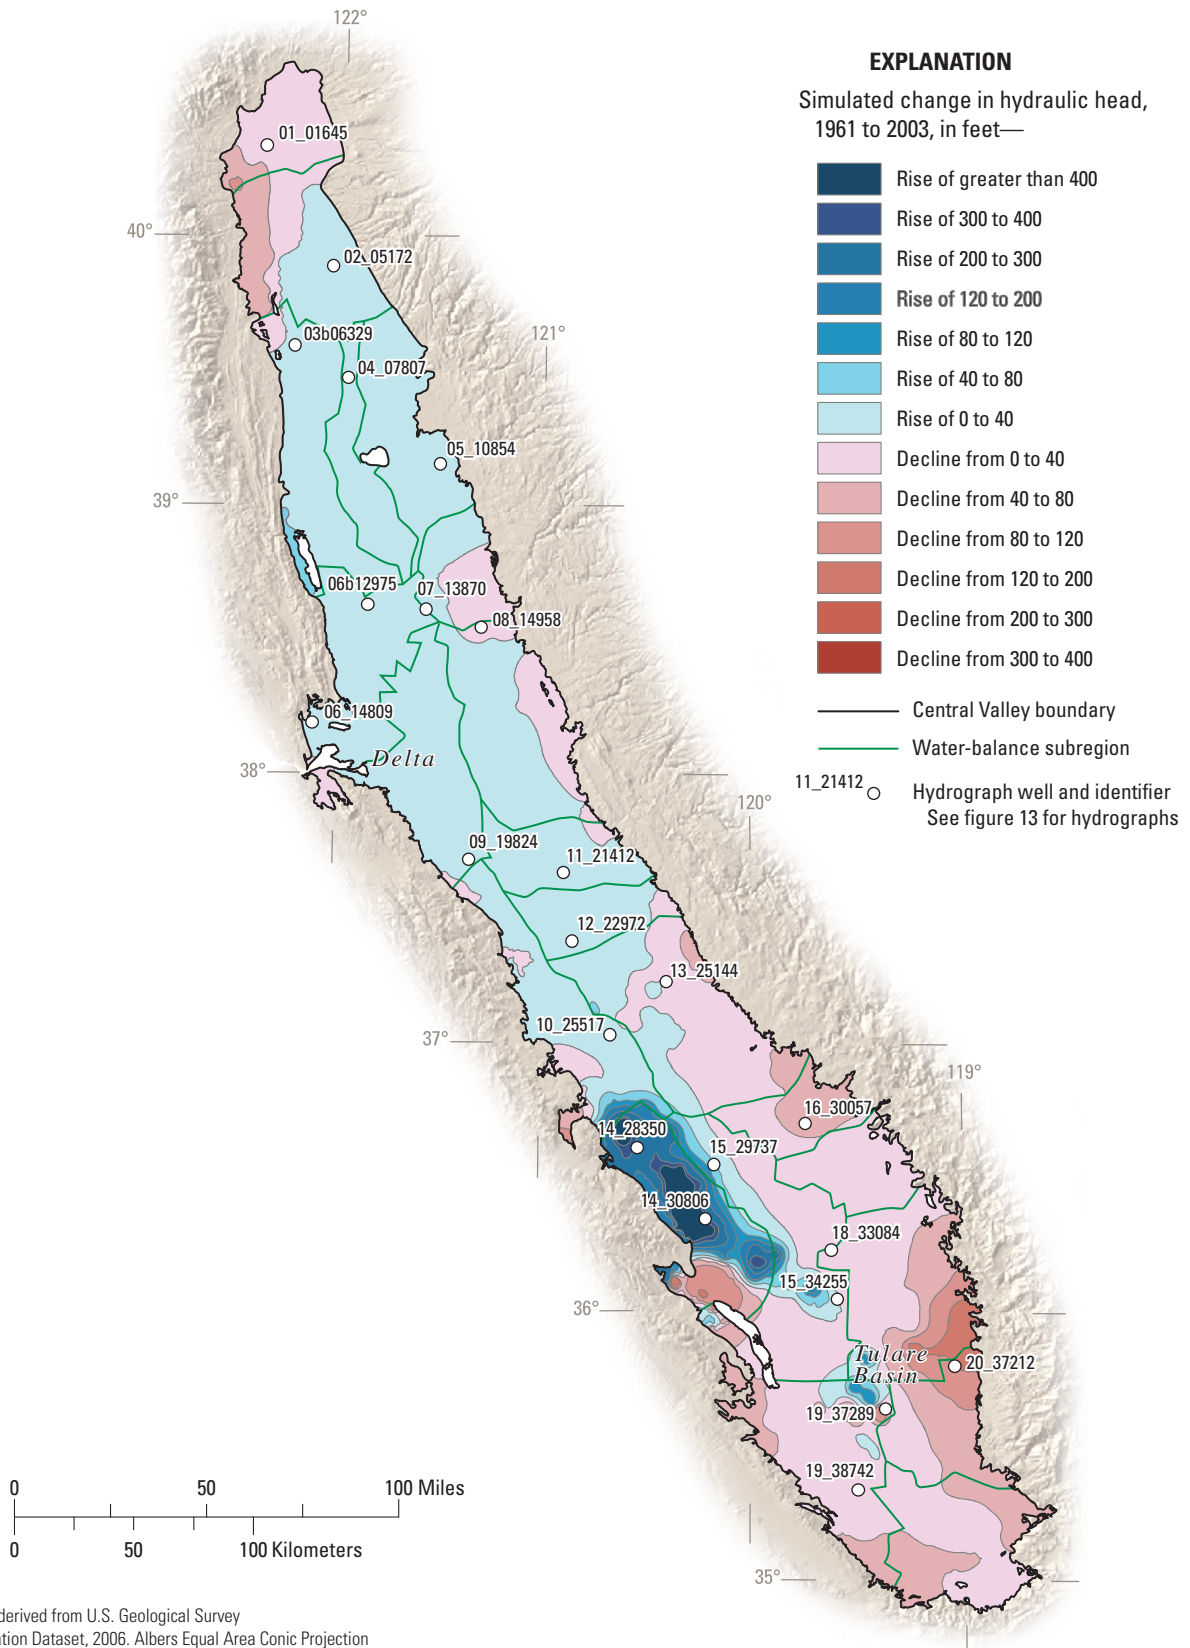 122°
EXPLANATION
Simulated change in hydraulic head,
1961 to 2003, in feet—
Rise of greater than 400
Rise of 300 to 400
Rise of 200 to 300
Rise of 120 to 200
Rise of 80 to 120
Rise of 40 to 80
Rise of 0 to 40
Decline from 0 to 40
Decline from 40 to 80
Decline from 80 to 120
Decline from 120 to 200
Decline from 200 to 300
Decline from 300 to 400
Central Valley boundary
Water-balance subregion
11_21412
Hydrograph well and identifier
See figure 13 for hydrographs
01_01645
40°
02_05172
121°
03b06329
04_07807
05_10854
39°
06b12975
07_13870
08_14958
06_14809
Delta
38°
120°
09_19824
11_21412
12_22972
13_25144
10_25517
37°
119°
16_30057
14_28350
15_29737
14_30806
18_33084
15_34255
36°
Tulare
Basin
20_37212
19_37289
19_38742
35°
0 50 100 Miles
0 50 100 Kilometers
derived from U.S. Geological Survey
ation Dataset, 2006. Albers Equal Area Conic Projection